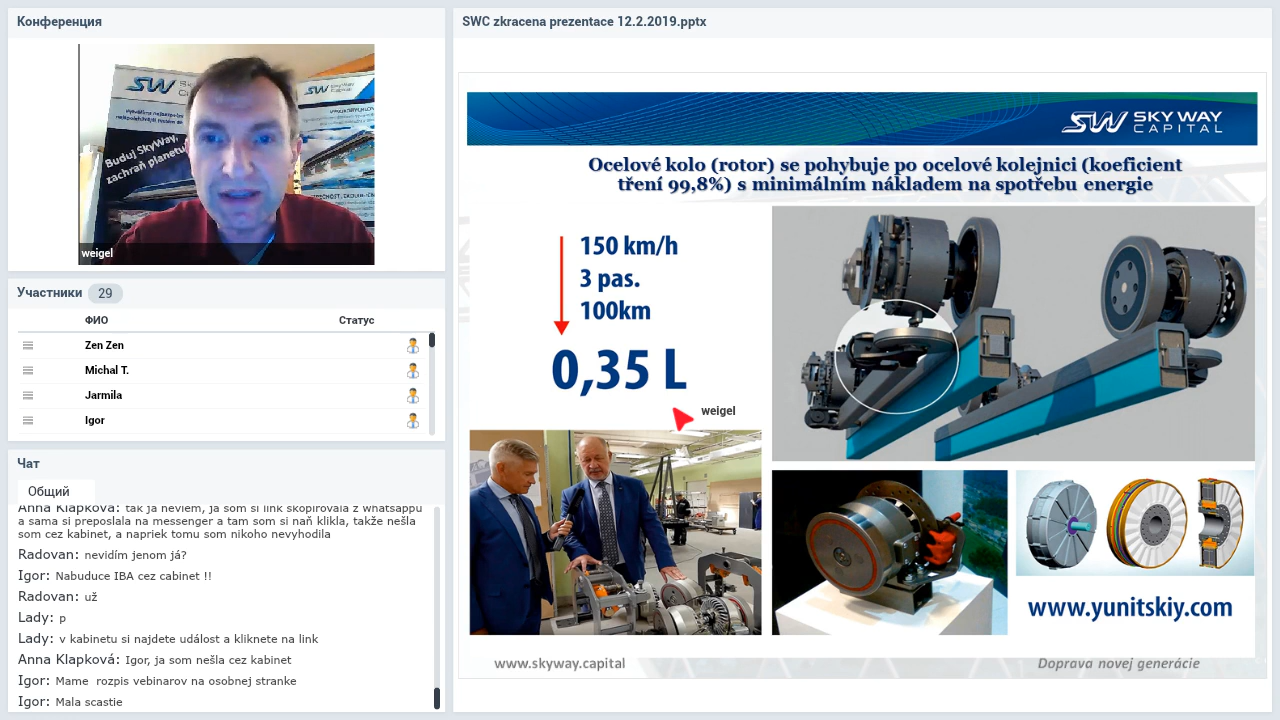 Конференция
SW
Buduj SkyWay,
zachraň planetu
weigel
Участники 29
ФИО Статус
Zen Zen
Michal T.
Jarmila
Igor
Чат
Общий
Anna Klapková: tak ja neviem, ja som si link skopírovala z whatsappu
a sama si preposlala na messenger a tam som si naň klikla, takže nešla
som cez kabinet, a napriek tomu som nikoho nevyhodila
Radovan: nevidím jenom já?
Igor: Nabuduce IBA cez cabinet !!
Radovan: už
Lady: p
Lady: v kabinetu si najdete událost a kliknete na link
Anna Klapková: Igor, ja som nešla cez kabinet
Igor: Mame rozpis vebinarov na osobnej stranke
Igor: Mala scastie
SWC zkracena prezentace 12.2.2019.pptx
SW SKY WAY
CAPITAL
Ocelové kolo (rotor) se pohybuje po ocelové kolejnici (koeficient
tření 99,8%) s minimálním nákladem na spotřebu energie
150 km/h
3 pas.
100km
0,35 L
weigel
www.yunitskiy.com
www.skyway.capital
Doprava novej generácie